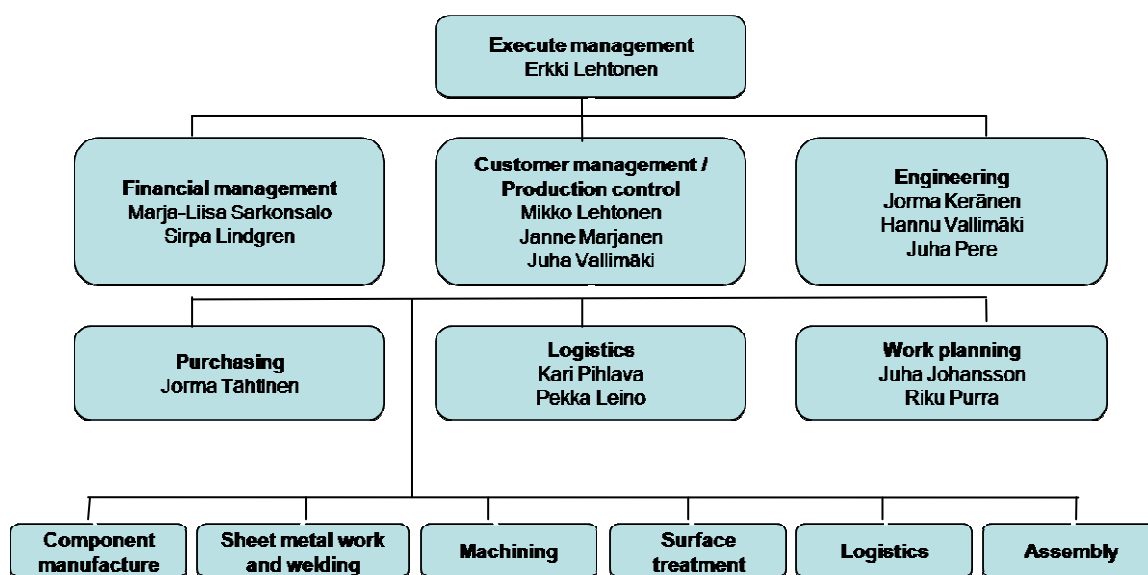 Execute management
Erkki Lehtonen
Financial management
Marja-Liisa Sarkonsalo
Sirpa Lindgren
Customer management /
Production control
Mikko Lehtonen
Janne Marjanen
Juha Vallimäki
Engineering
Jorma Keränen
Hannu Vallimäki
Juha Pere
Purchasing
Jorma Tähtinen
Logistics
Kari Pihlava
Pekka Leino
Work planning
Juha Johansson
Riku Purra
Component
manufacture
Sheet metal work
and welding
Machining
Surface
treatment
Logistics
Assembly